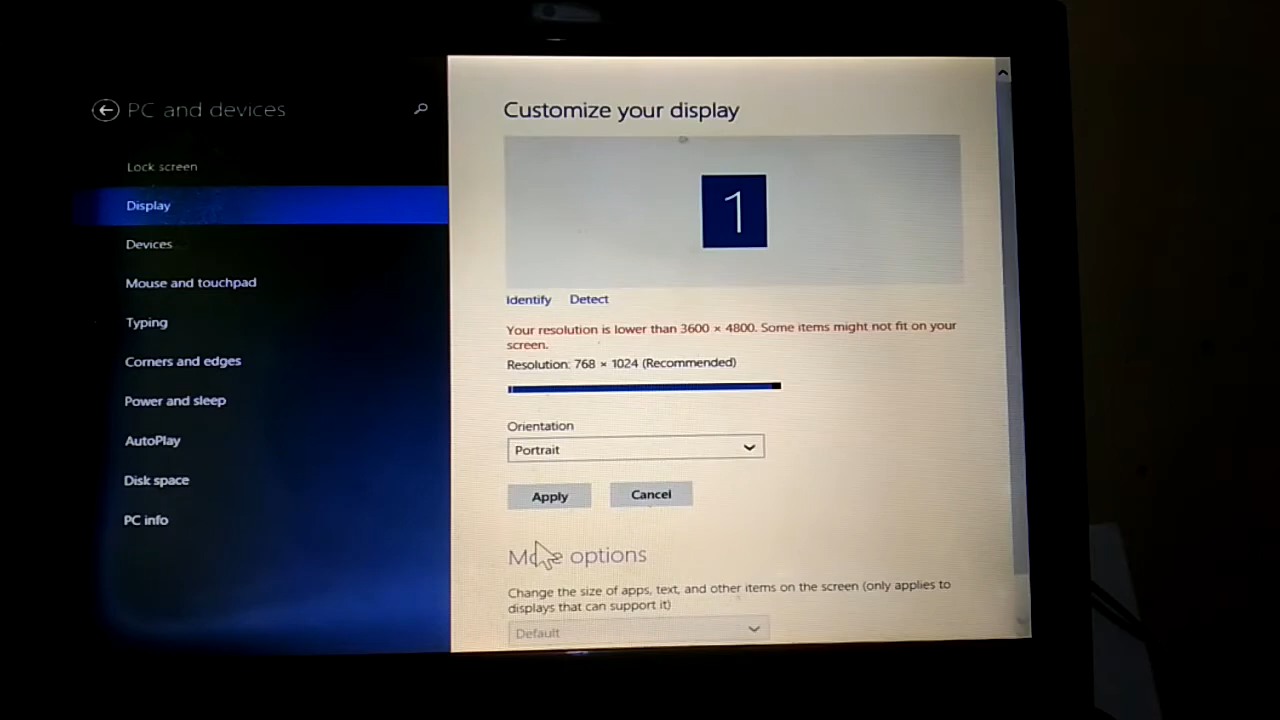 PC and devices
Lock screen
Display
Devices
Mouse and touchpad
Typing
Corners and edges
Power and sleep
AutoPlay
Disk space
PC info
Customize your display
1
Identify Detect
Your resolution is lower than 3600 × 4800. Some items might not fit on your
screen.
Resolution: 768 × 1024 (Recommended)
Orientation
Portrait
Apply Cancel
More options
Change the size of apps, text, and other items on the screen (only applies to
displays that can support it)
Default